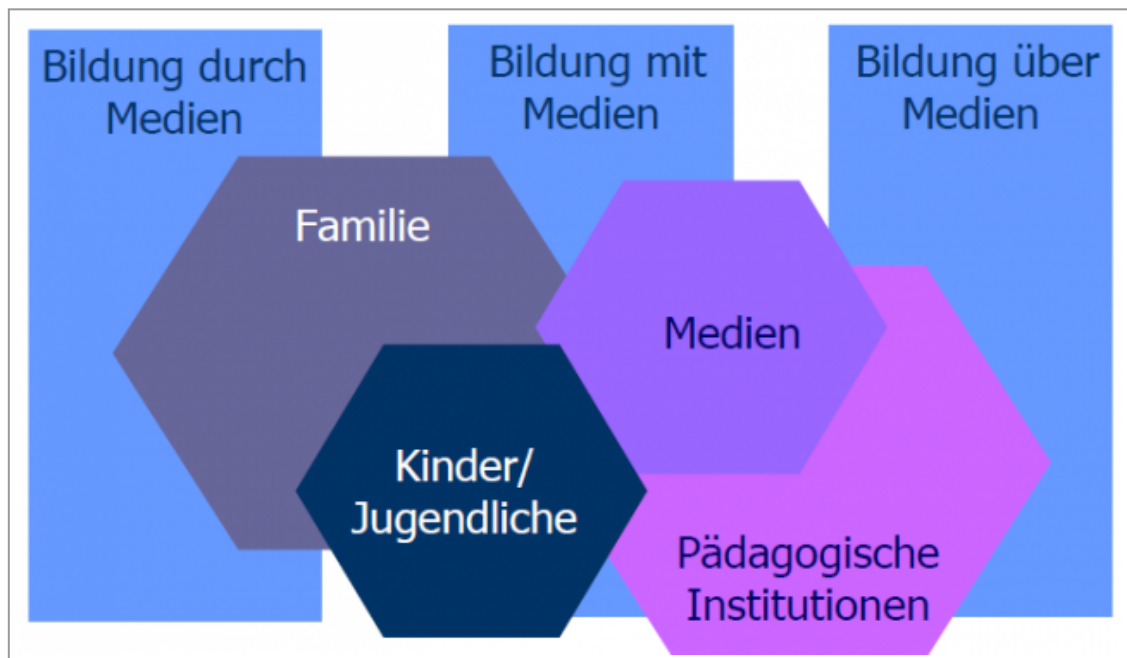 Bildung durch
Medien
Bildung mit
Medien
Bildung über
Medien
Familie
Medien
Kinder/
Jugendliche
Pädagogische
Institutionen